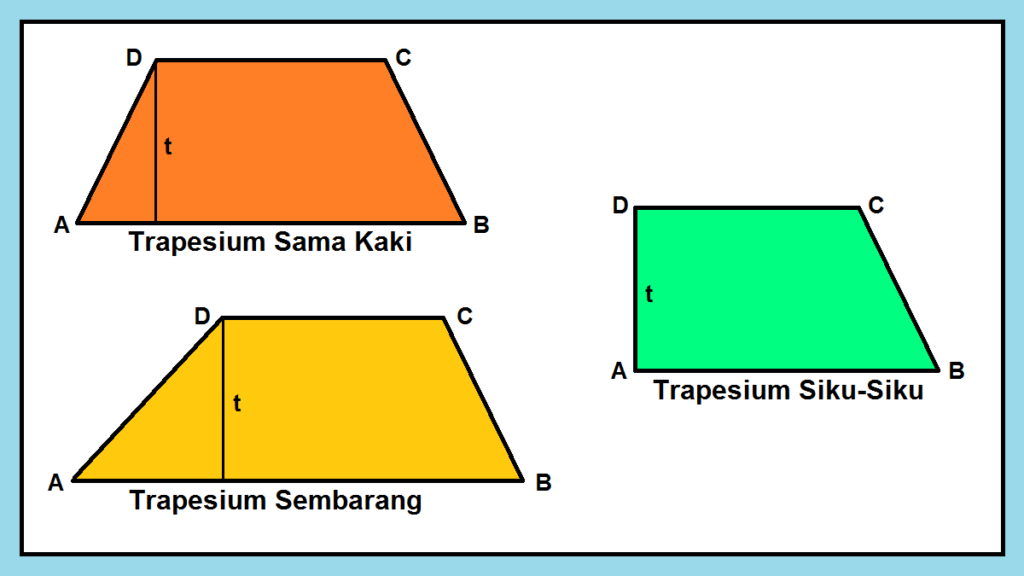 D
C
t
A
B
Trapesium Sama Kaki
D
C
t
A
B
Trapesium Sembarang
D
C
t
A
B
Trapesium Siku-Siku